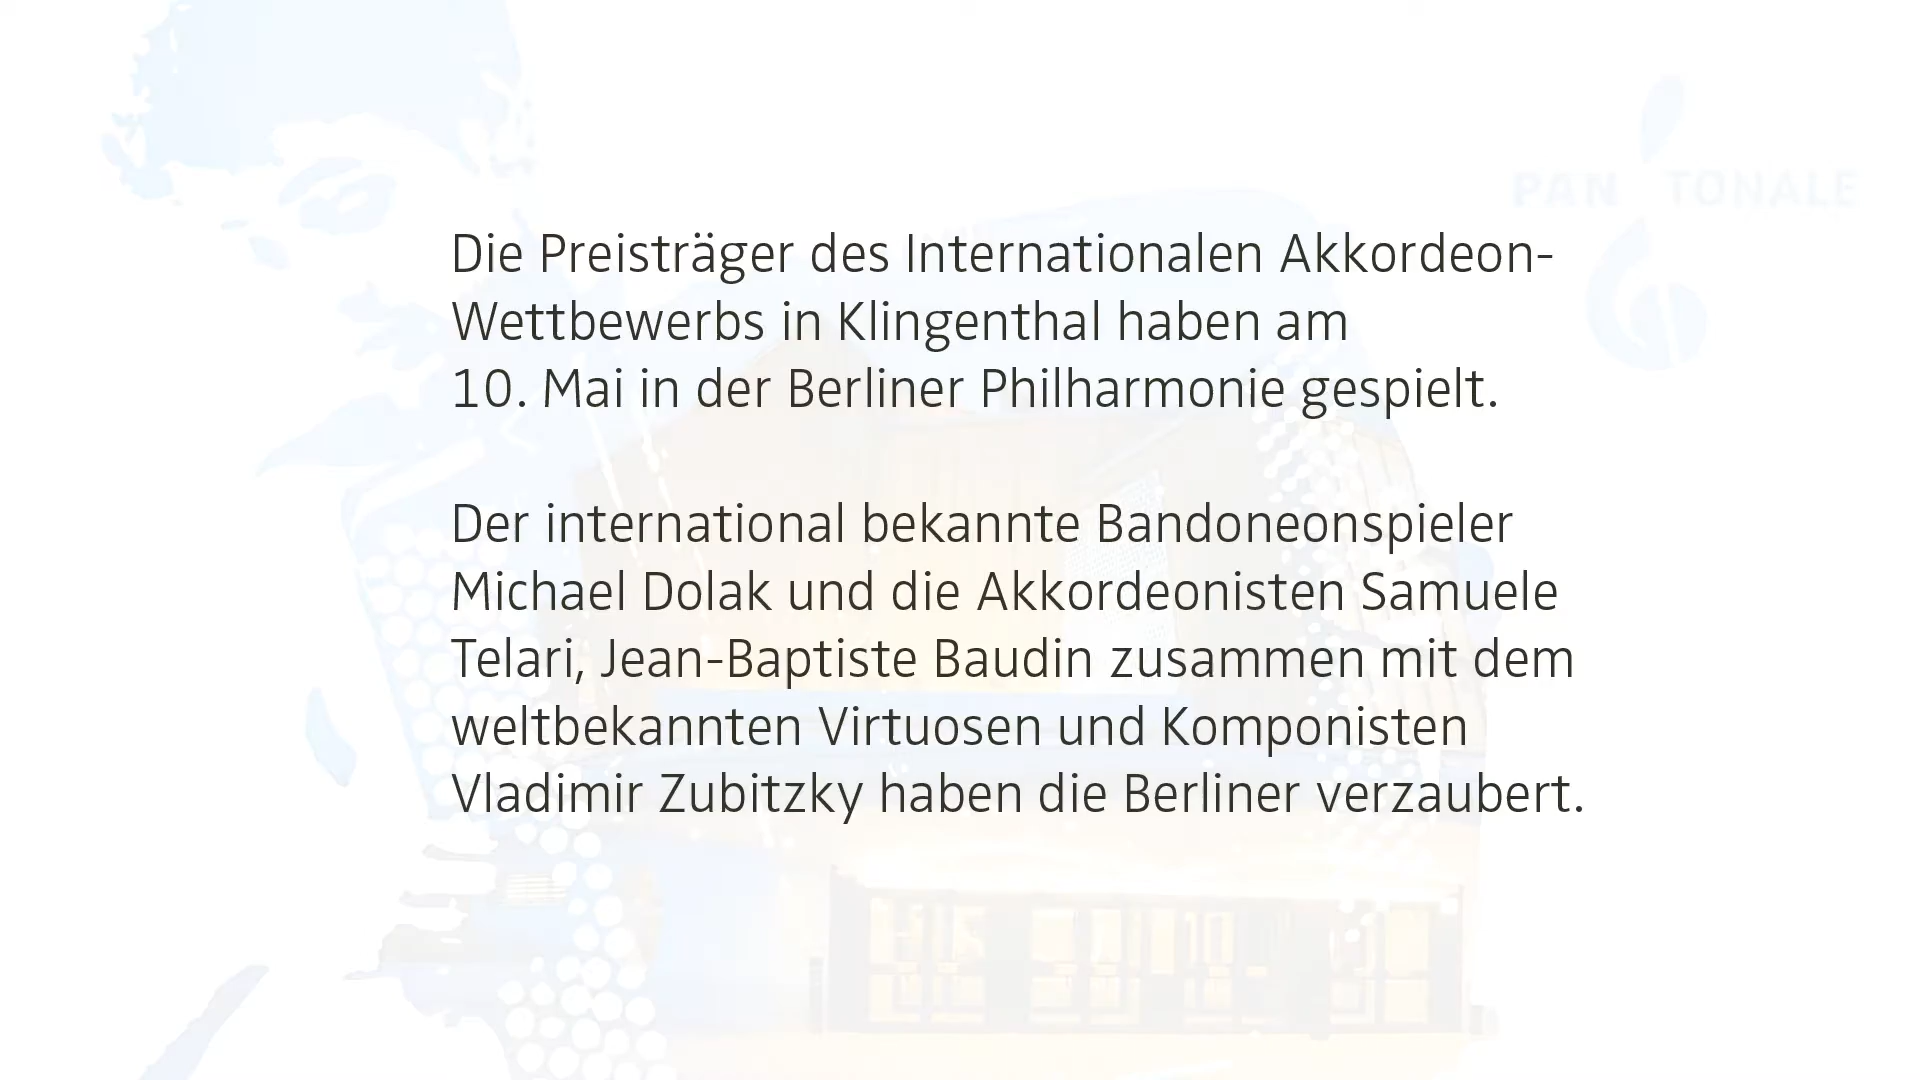 PAN TONALE
Die Preisträger des Internationalen Akkordeon-
Wettbewerbs in Klingenthal haben am
10. Mai in der Berliner Philharmonie gespielt.
Der international bekannte Bandoneonspieler
Michael Dolak und die Akkordeonisten Samuele
Telari, Jean-Baptiste Baudin zusammen mit dem
weltbekannten Virtuosen und Komponisten
Vladimir Zubitzky haben die Berliner verzaubert.